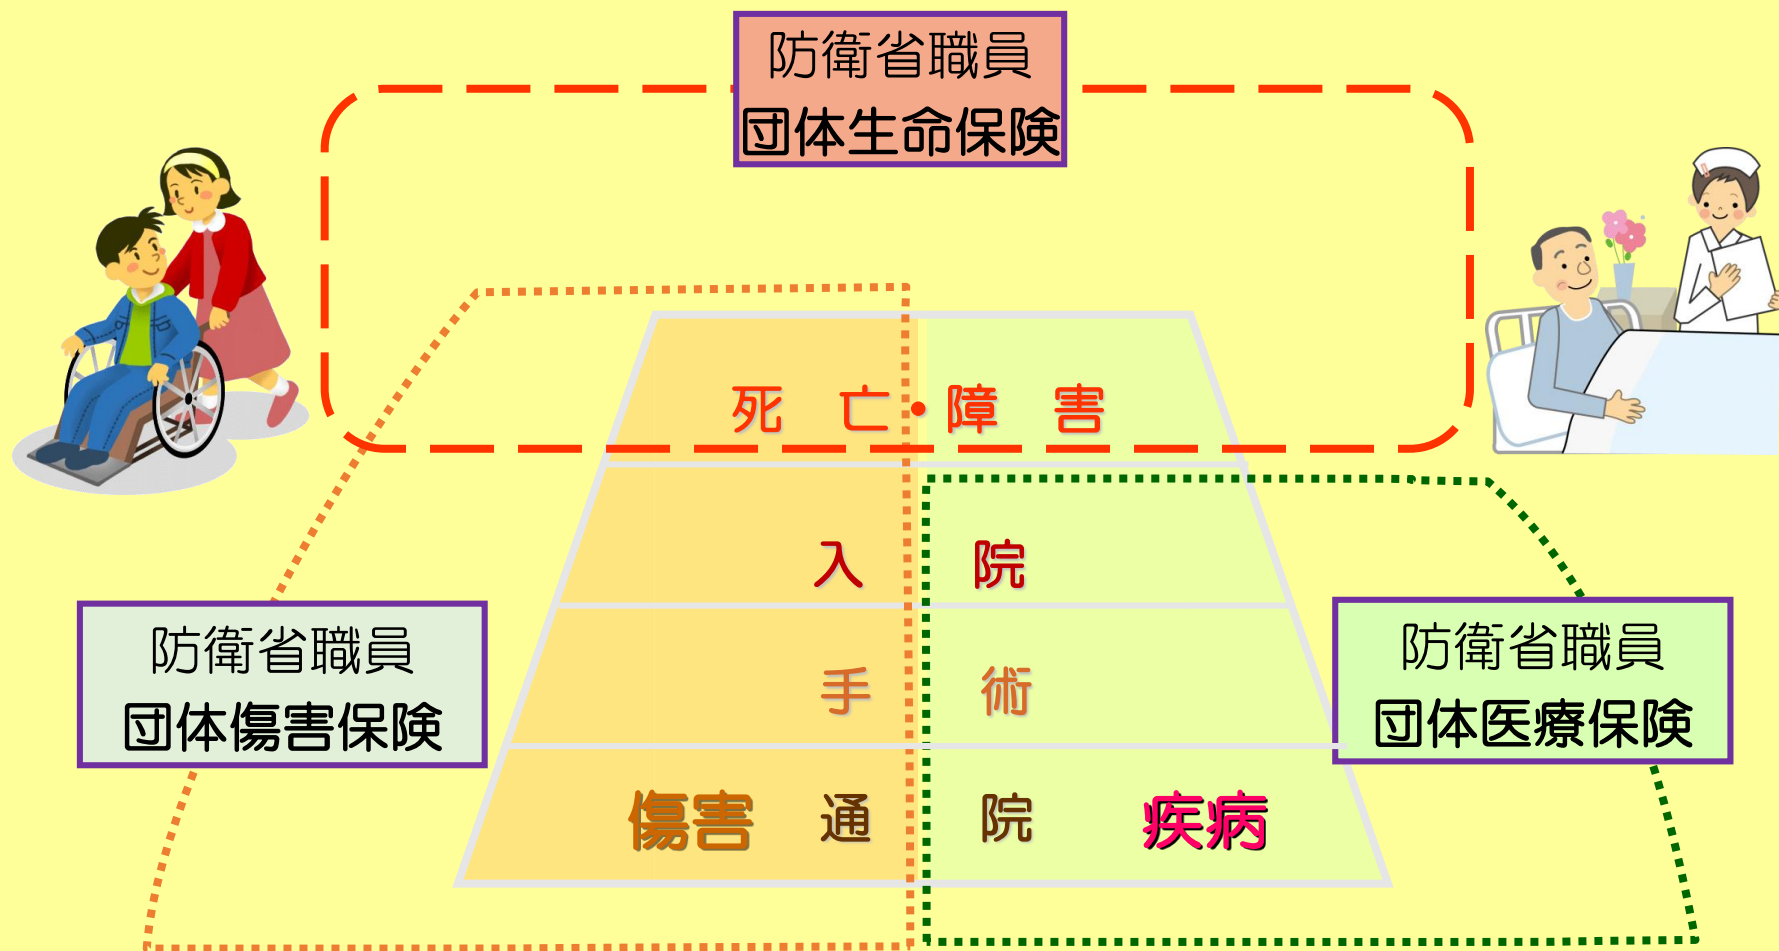 防衛省職員
団体生命保険
死 亡・障 害
入 院
防衛省職員
団体傷害保険
手 術
防衛省職員
団体医療保険
傷害 通 院 疾病